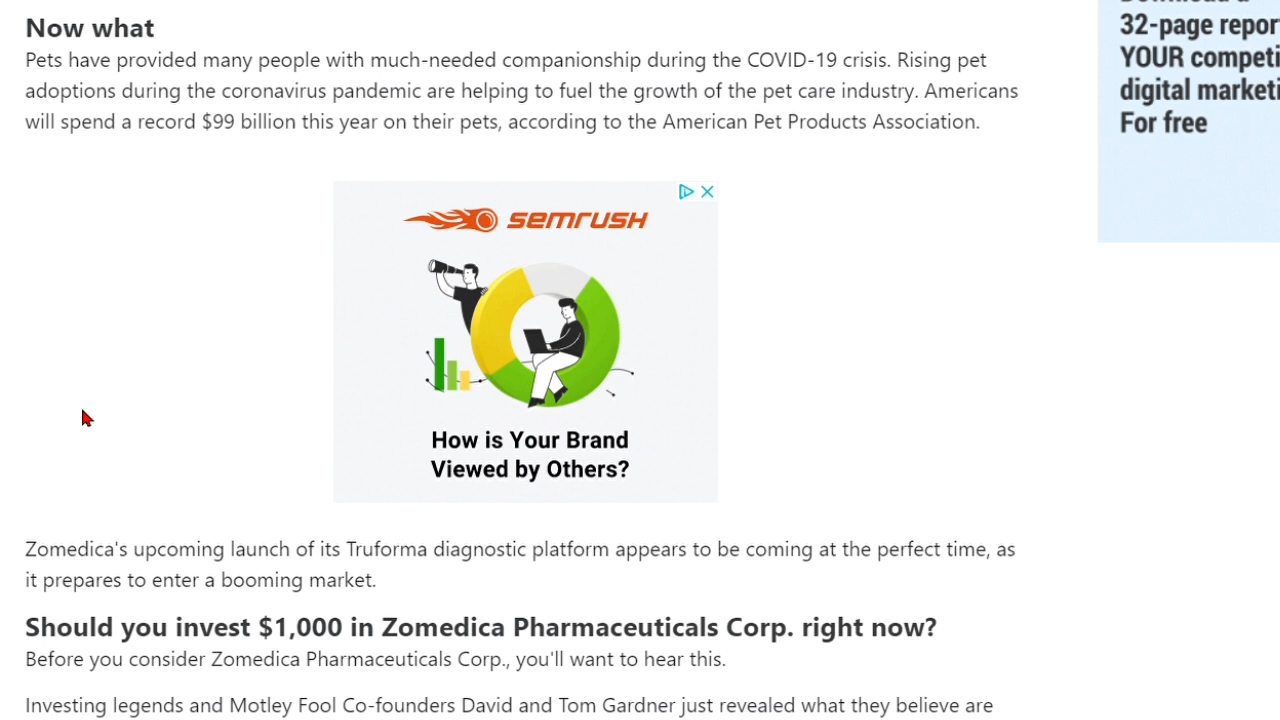 Now what
Pets have provided many people with much-needed companionship during the COVID-19 crisis. Rising pet
adoptions during the coronavirus pandemic are helping to fuel the growth of the pet care industry. Americans
will spend a record $99 billion this year on their pets, according to the American Pet Products Association.
semrush
How is Your Brand
Viewed by Others?
Zomedica's upcoming launch of its Truforma diagnostic platform appears to be coming at the perfect time, as
it prepares to enter a booming market.
Should you invest $1,000 in Zomedica Pharmaceuticals Corp. right now?
Before you consider Zomedica Pharmaceuticals Corp., you'll want to hear this.
Investing legends and Motley Fool Co-founders David and Tom Gardner just revealed what they believe are
32-page repor
YOUR competi
digital marketi
For free